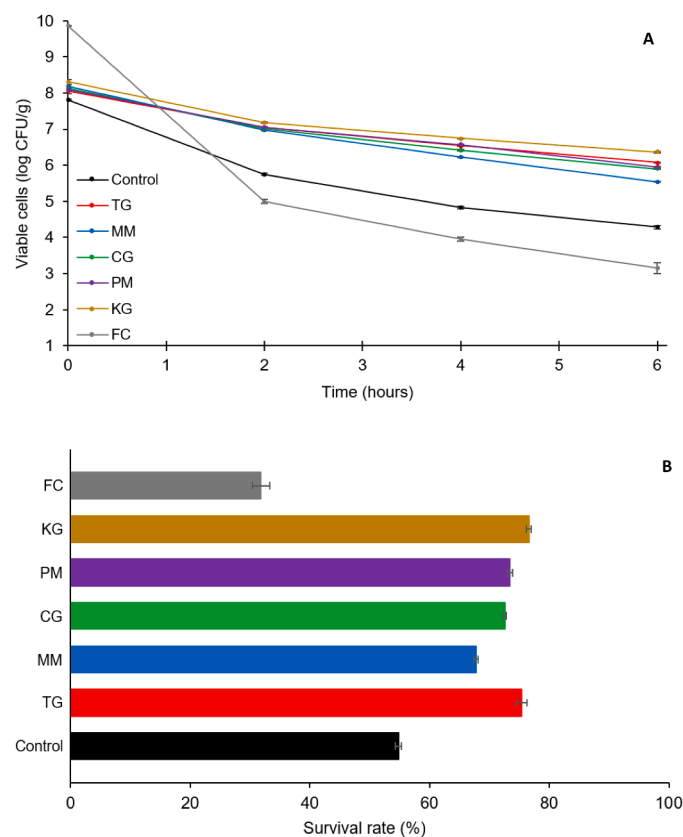 A
Viable cells (log CFU/g)
10
9
8
7
6
5
4
3
2
1
Control
TG
MM
CG
PM
KG
FC
0 1 2 3 4 5 6
Time (hours)
B
FC
KG
PM
CG
MM
TG
Control
0 20 40 60 80 100
Survival rate (%)